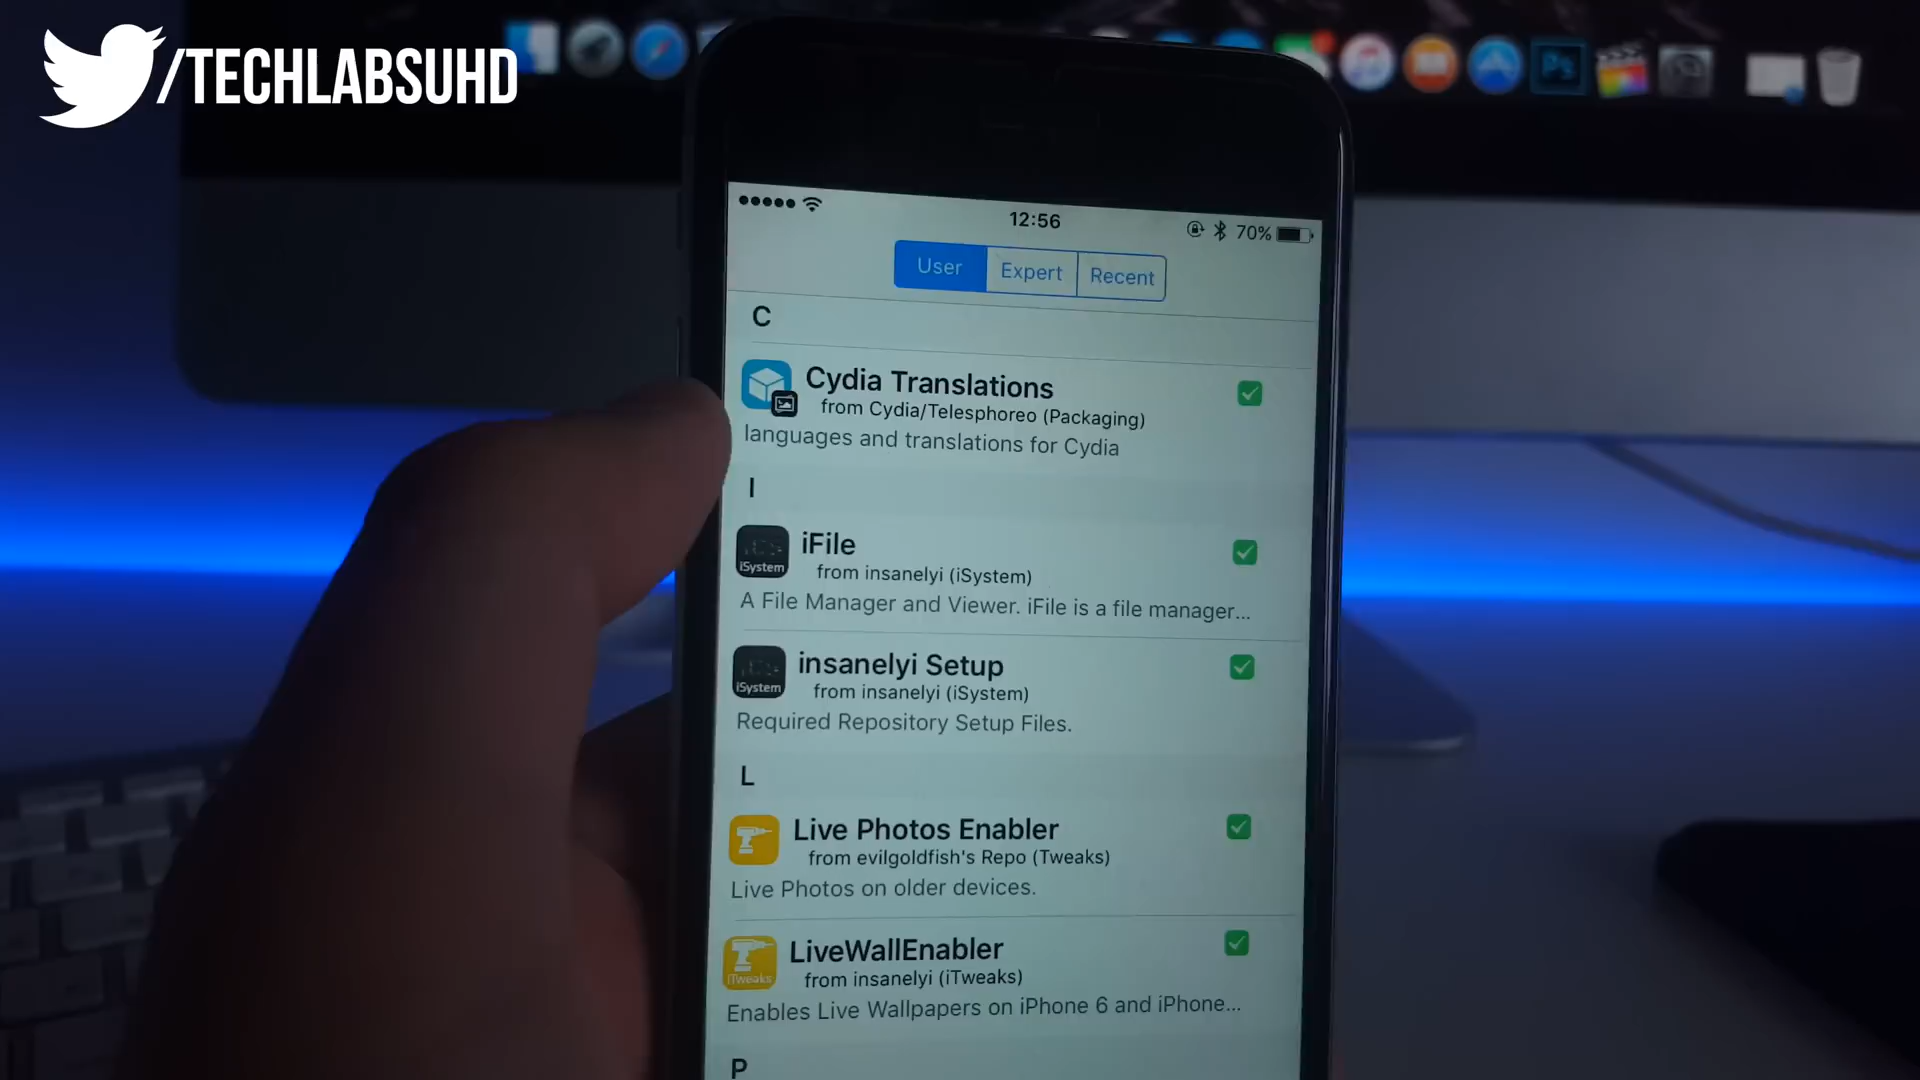 /TECHLABSUHD
12:56
70%
User
Expert
Recent
C
Cydia Translations
from Cydia/Telesphoreo (Packaging)
languages and translations for Cydia
I
iSystem
iFile
from insanelyi (iSystem)
A File Manager and Viewer. iFile is a file manager...
iSystem
insanelyi Setup
from insanelyi (iSystem)
Required Repository Setup Files.
L
Live Photos Enabler
from evilgoldfish's Repo (Tweaks)
Live Photos on older devices.
iTweaks
LiveWallEnabler
from insanelyi (iTweaks)
Enables Live Wallpapers on iPhone 6 and iPhone...
P
Ps